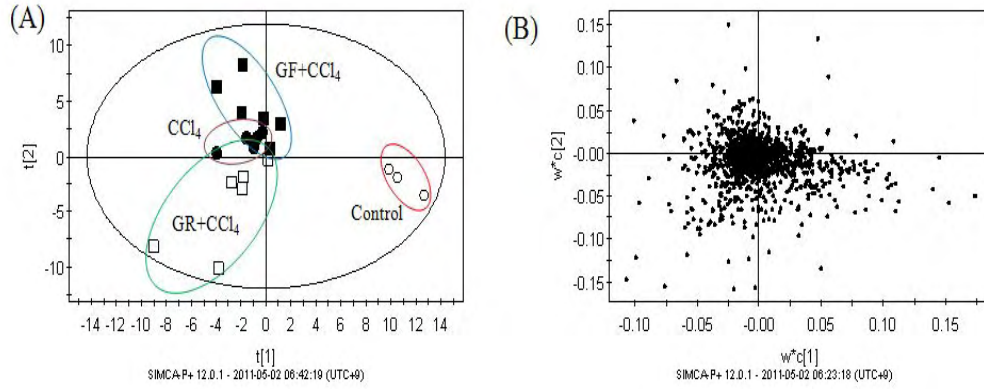 (A)
(B)
t[2]
10
5
0
-5
-10
GF+CCl4
CCl4
GR+CCl4
Control
-14 -12 -10 -8 -6 -4 -2 0 2 4 6 8 10 12 14
t[1]
SIMCA-P+ 12.0.1 - 2011-05-02 06:42:19 (UTC+9)
w*c[2]
0.15
0.10
0.05
-0.00
-0.05
-0.10
-0.15
-0.10 -0.05 -0.00 0.05 0.10 0.15
w*c[1]
SIMCA-P+ 12.0.1 - 2011-05-02 06:23:18 (UTC+9)